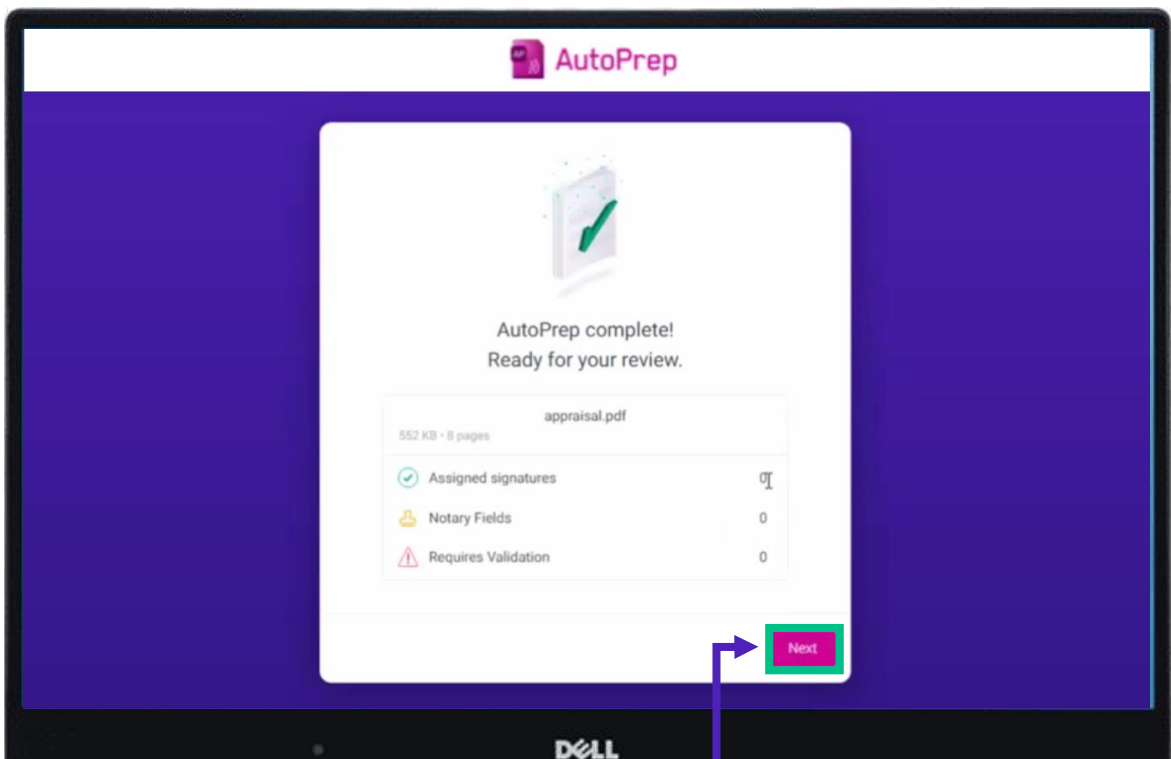 AutoPrep
AutoPrep complete!
Ready for your review.
appraisal.pdf
552 KB • 8 pages
Assigned signatures 0
Notary Fields 0
Requires Validation 0
Next
DELL